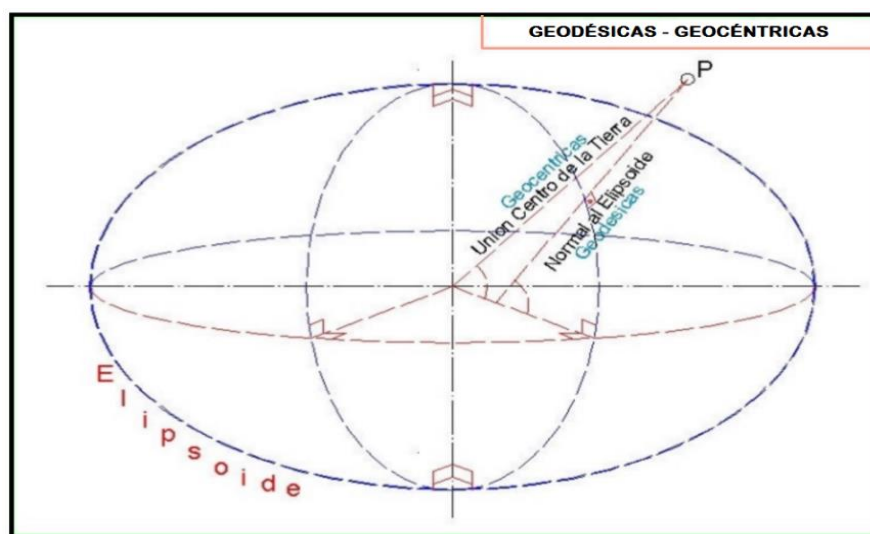 GEODÉSICAS - GEOCÉNTRICAS
P
Geocentricas
Union Centro de la Tierra
Normal al Elipsoide
Geodesicas
Elipsoide